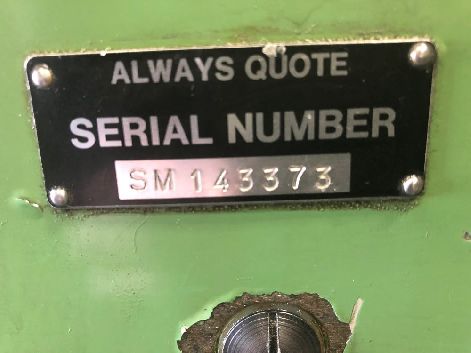 ALWAYS QUOTE
SERIAL NUMBER
SM 143373